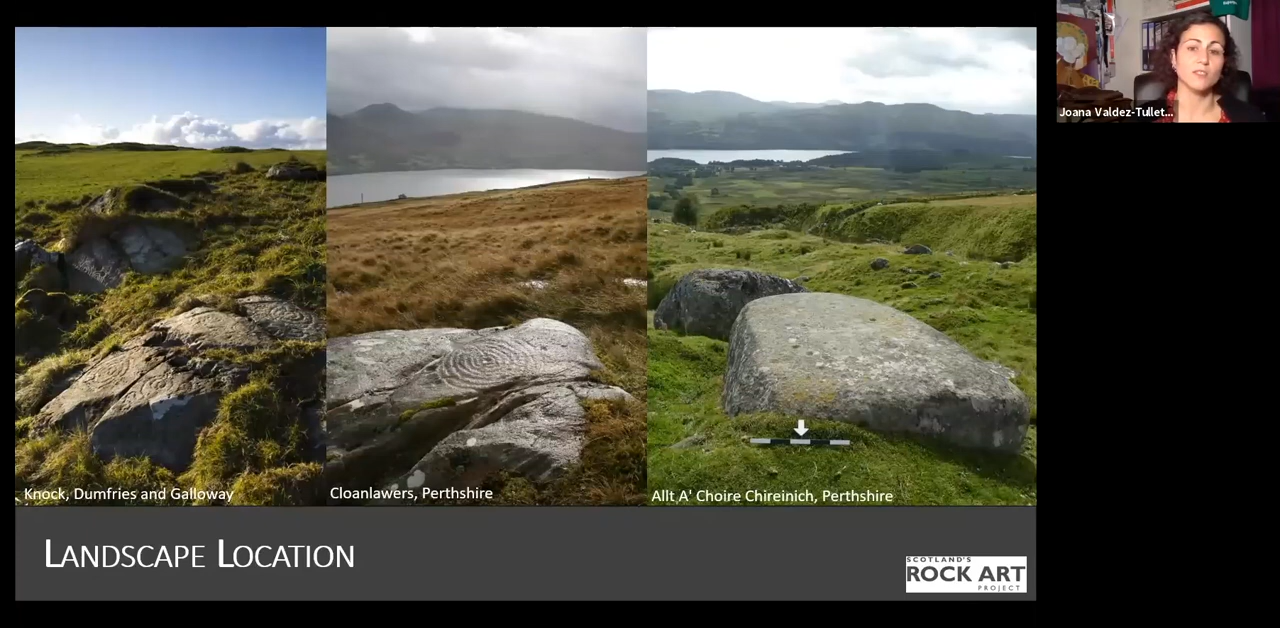 Joana Valdez-Tullet...
Knock, Dumfries and Galloway
Cloanlawers, Perthshire
Allt A' Choire Chireinich, Perthshire
LANDSCAPE LOCATION
SCOTLAND'S
ROCK ART
PROJECT